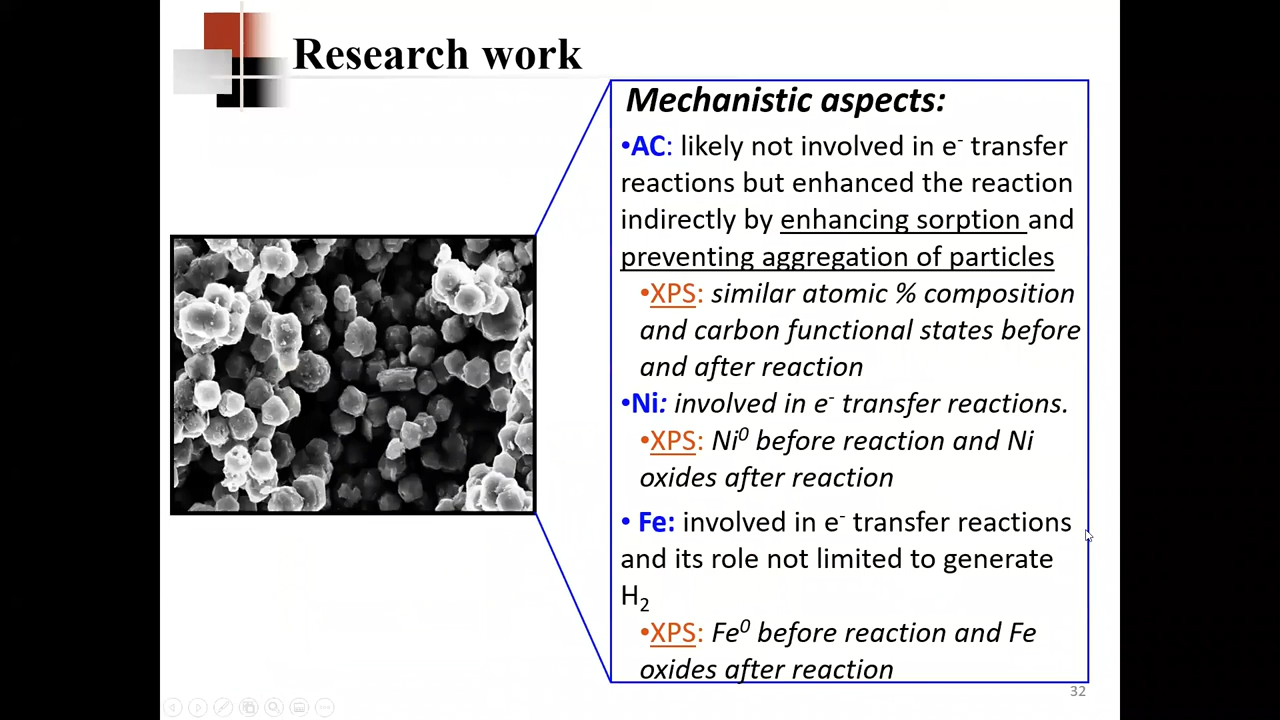 Research work
Mechanistic aspects:
•AC: likely not involved in e⁻ transfer
reactions but enhanced the reaction
indirectly by enhancing sorption and
preventing aggregation of particles
•XPS: similar atomic % composition
and carbon functional states before
and after reaction
•Ni: involved in e⁻ transfer reactions.
•XPS: Ni⁰ before reaction and Ni
oxides after reaction
• Fe: involved in e⁻ transfer reactions
and its role not limited to generate
H₂
•XPS: Fe⁰ before reaction and Fe
oxides after reaction
32